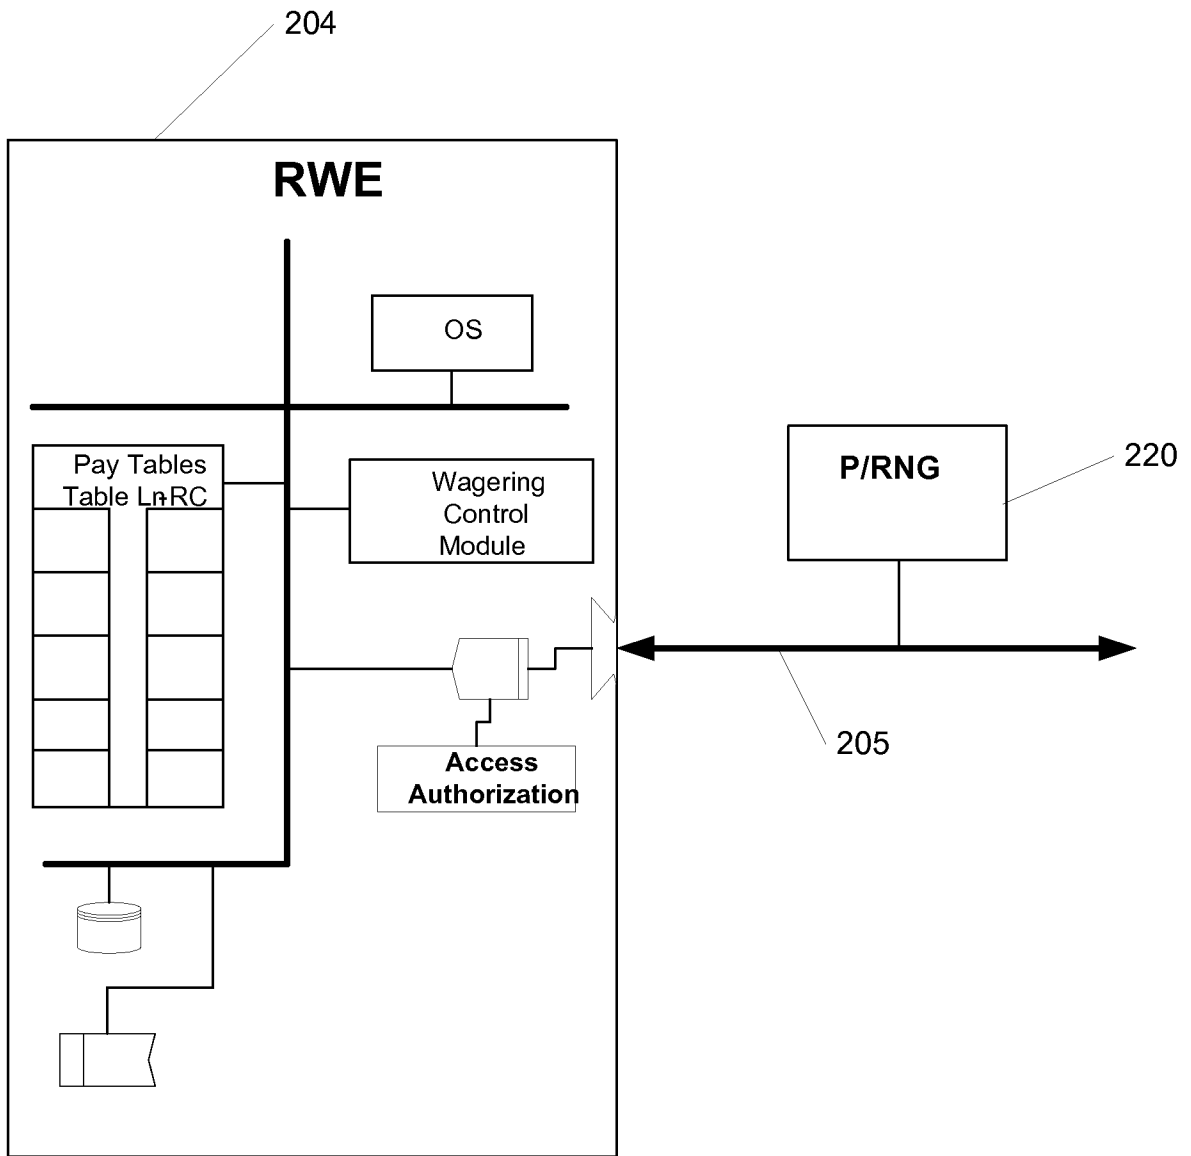 204
RWE
OS
Pay Tables
Table Ln-RC
Wagering
Control
Module
P/RNG
220
205
Access
Authorization